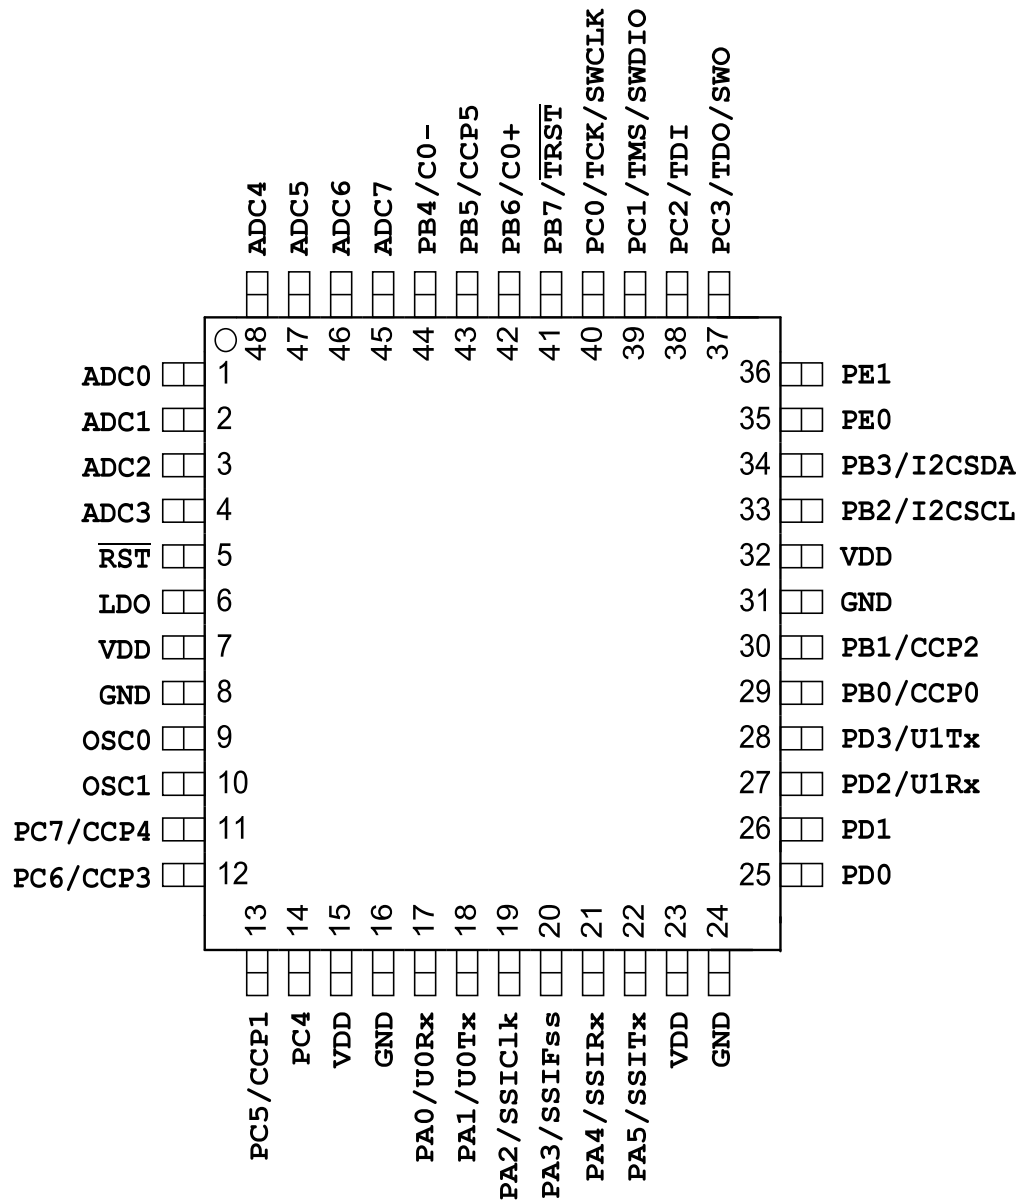 ADC4
ADC5
ADC6
ADC7
PB4/C0-
PB5/CCP5
PB6/C0+
PB7/TRST
PC0/TCK/SWCLK
PC1/TMS/SWDIO
PC2/TDI
PC3/TDO/SWO
48
47
46
45
44
43
42
41
40
39
38
37
ADC0 1
ADC1 2
ADC2 3
ADC3 4
RST 5
LDO 6
VDD 7
GND 8
OSC0 9
OSC1 10
PC7/CCP4 11
PC6/CCP3 12
36 PE1
35 PE0
34 PB3/I2CSDA
33 PB2/I2CSCL
32 VDD
31 GND
30 PB1/CCP2
29 PB0/CCP0
28 PD3/U1Tx
27 PD2/U1Rx
26 PD1
25 PD0
13
14
15
16
17
18
19
20
21
22
23
24
PC5/CCP1
PC4
VDD
GND
PA0/U0Rx
PA1/U0Tx
PA2/SSIClk
PA3/SSIFss
PA4/SSIRx
PA5/SSITx
VDD
GND